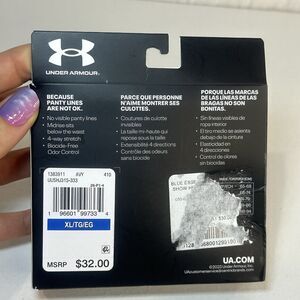 UNDER ARMOUR
BECAUSE
PANTY LINES
ARE NOT OK.
• No visible panty lines
• Midrise sits
below the waist
• 4-way stretch
• Biocide-Free
Odor Control
PARCE QUE PERSONNE
N'AIME MONTRER SES
CULOTTES.
• Coutures de culotte
invisibles
• La taille mi-haute qui
repose sous la taille
• Extensibilité 4 directions
• Contrôle des odeurs
sans biocide
PORQUE LAS MARCAS
DE LAS LÍNEAS DE LAS
BRAGAS NO SON
BONITAS.
• Sin líneas visibles de
ropa interior
• El tiro medio se asienta
debajo de la cintura
• Elasticidad en
4 direcciones
• Control de olores
sin biocidas
1383911
410
XL/TG/EG
MSRP $32.00
UA.COM
©2023 Under Armour, Inc.